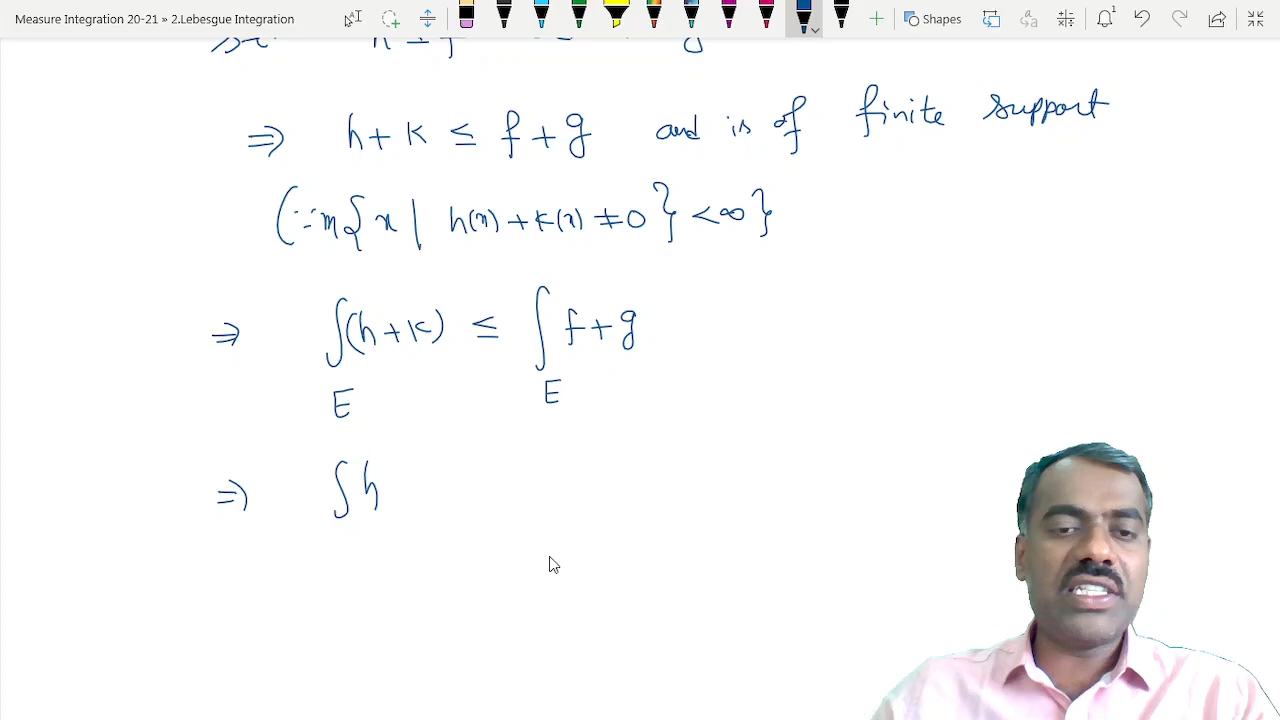 Measure Integration 20-21 » 2.Lebesgue Integration
Shapes
⇒ h+k ≤ f+g and is of finite support
(∵ m{x | h(x)+k(x) ≠ 0} < ∞}
⇒ ∫(h+k) ≤ ∫ f+g
E E
⇒ ∫h